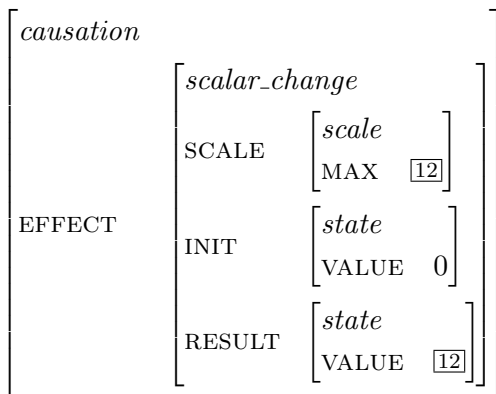 causation
scalar_change
scale
SCALE
MAX 12
EFFECT
state
INIT
VALUE 0
state
RESULT
VALUE 12